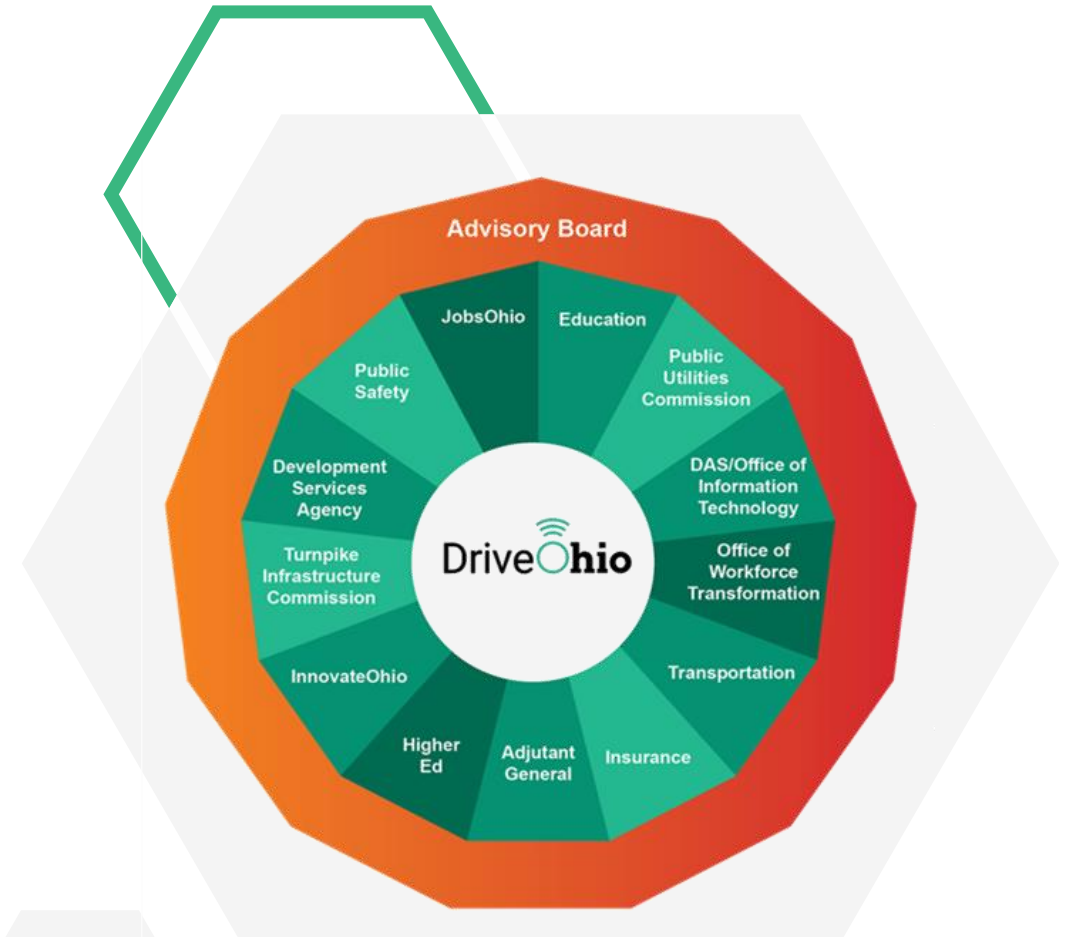 Advisory Board
JobsOhio
Education
Public
Utilities
Commission
DAS/Office of
Information
Technology
Office of
Workforce
Transformation
Transportation
Insurance
Adjutant
General
Higher
Ed
InnovateOhio
Turnpike
Infrastructure
Commission
Development
Services
Agency
Public
Safety
DriveOhio